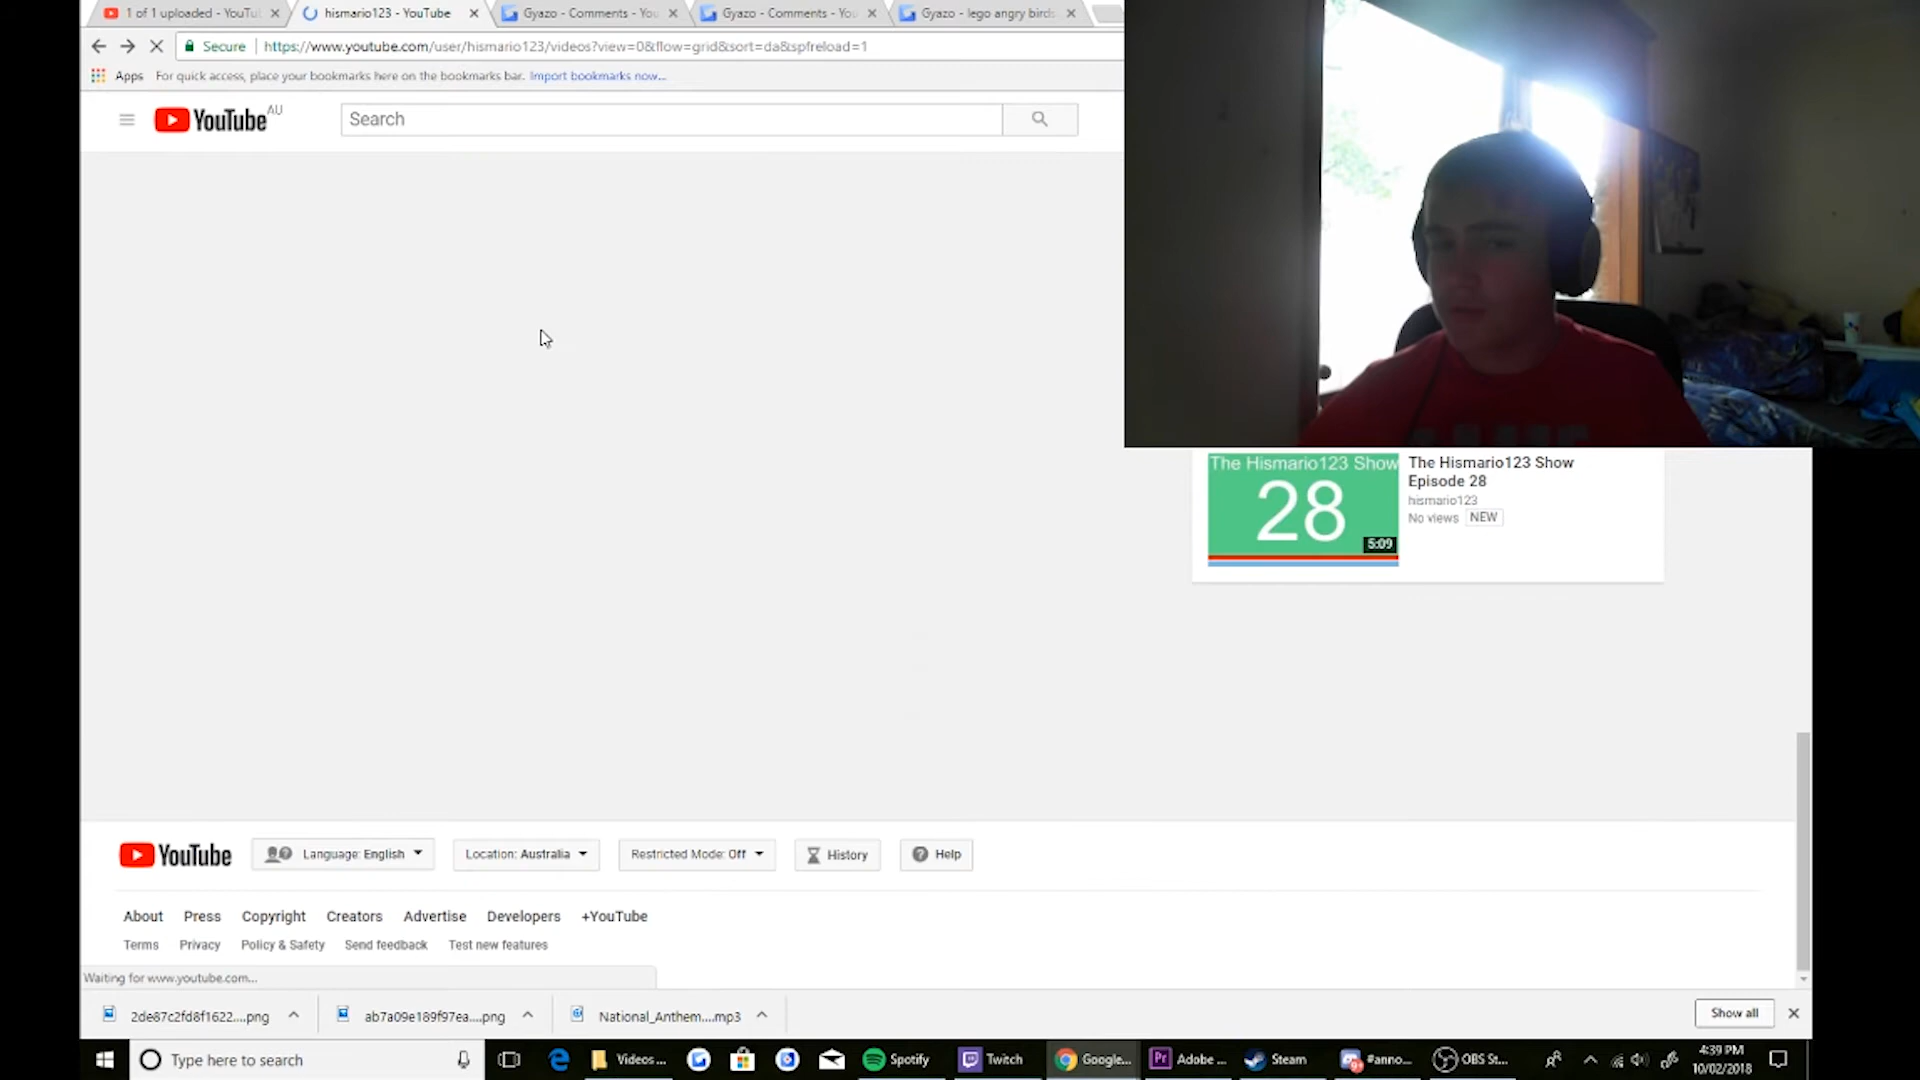 1 of 1 uploaded - YouTu
hismario123 - YouTube
Gyazo - Comments - You
Gyazo - Comments - You
Gyazo - lego angry birds
Secure
https://www.youtube.com/user/hismario123/videos?view=0&flow=grid&sort=da&spfreload=1
Apps
For quick access, place your bookmarks here on the bookmarks bar. Import bookmarks now...
YouTube AU
Search
The Hismario123 Show
28
5:09
The Hismario123 Show
Episode 28
hismario123
No views NEW
YouTube
Language: English
Location: Australia
Restricted Mode: Off
History
Help
About Press Copyright Creators Advertise Developers +YouTube
Terms Privacy Policy & Safety Send feedback Test new features
Waiting for www.youtube.com...
2de87c2fd8f1622....png
ab7a09e189f97ea....png
National_Anthem....mp3
Show all
Type here to search
Videos ...
Spotify
Twitch
Google...
Adobe ...
Steam
#anno...
OBS St...
4:39 PM
10/02/2018